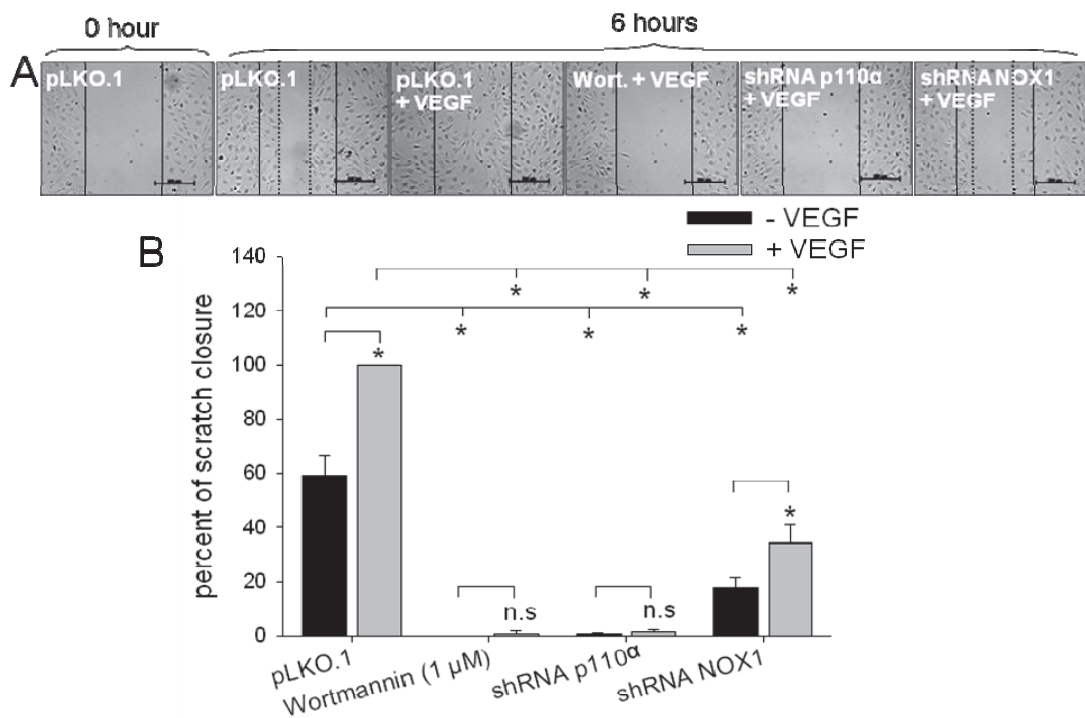 0 hour
6 hours
A
pLKO.1
pLKO.1
pLKO.1
+ VEGF
Wort. + VEGF
shRNA p110α
+ VEGF
shRNA NOX1
+ VEGF
- VEGF
+ VEGF
B
percent of scratch closure
140
120
100
80
60
40
20
0
*
*
*
*
*
*
*
n.s
n.s
*
pLKO.1
Wortmannin (1 µM)
shRNA p110α
shRNA NOX1